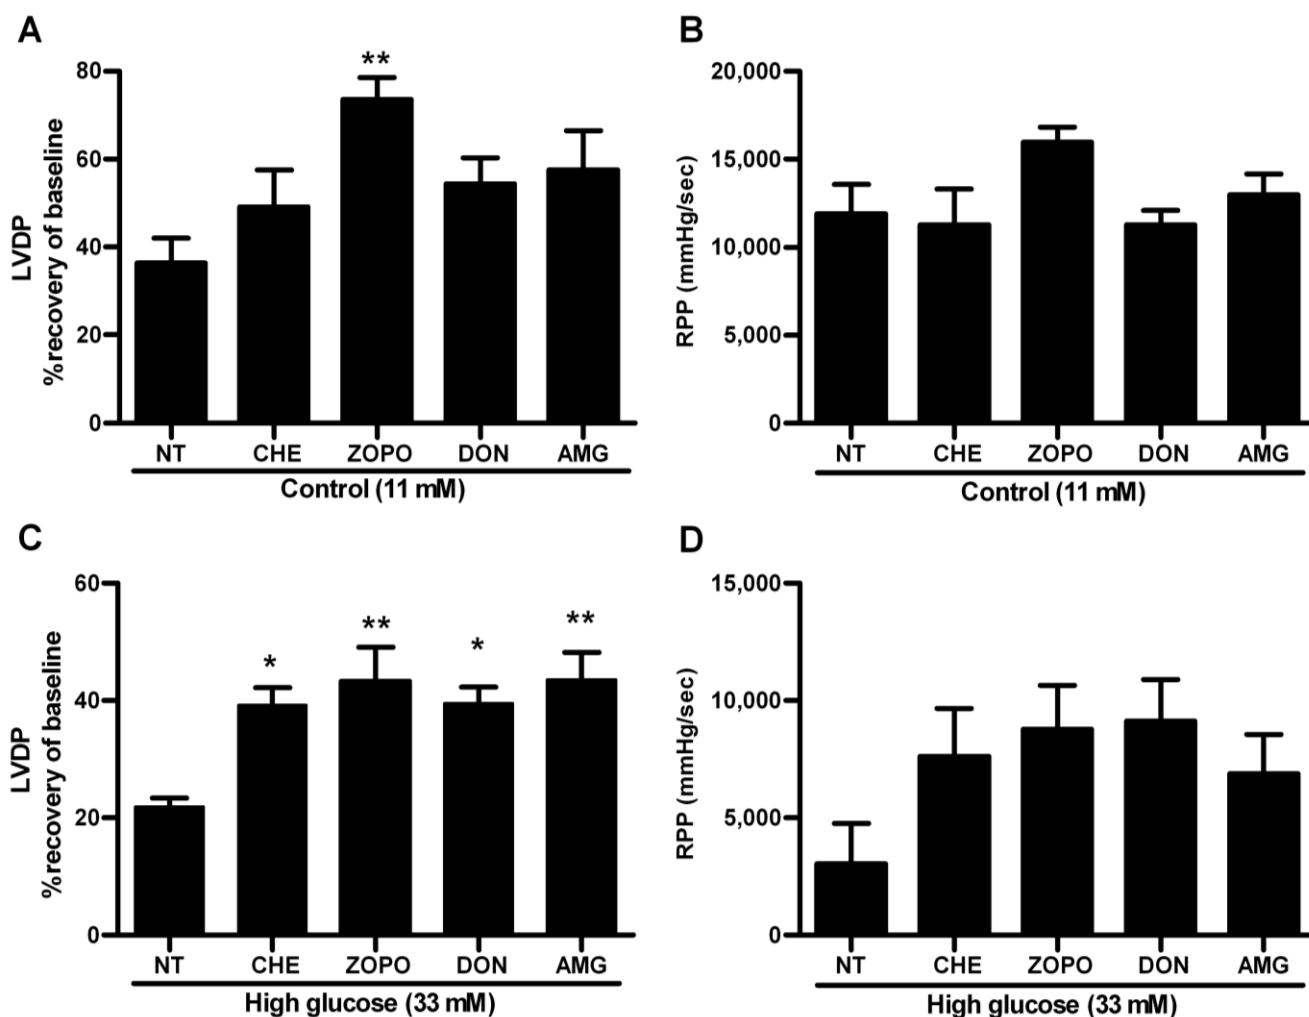 A
LVDP
%recovery of baseline
80
60
40
20
0
**
NT CHE ZOPO DON AMG
Control (11 mM)
B
RPP (mmHg/sec)
20,000
15,000
10,000
5,000
0
NT CHE ZOPO DON AMG
Control (11 mM)
C
LVDP
%recovery of baseline
60
40
20
0
* ** * **
NT CHE ZOPO DON AMG
High glucose (33 mM)
D
RPP (mmHg/sec)
15,000
10,000
5,000
0
NT CHE ZOPO DON AMG
High glucose (33 mM)